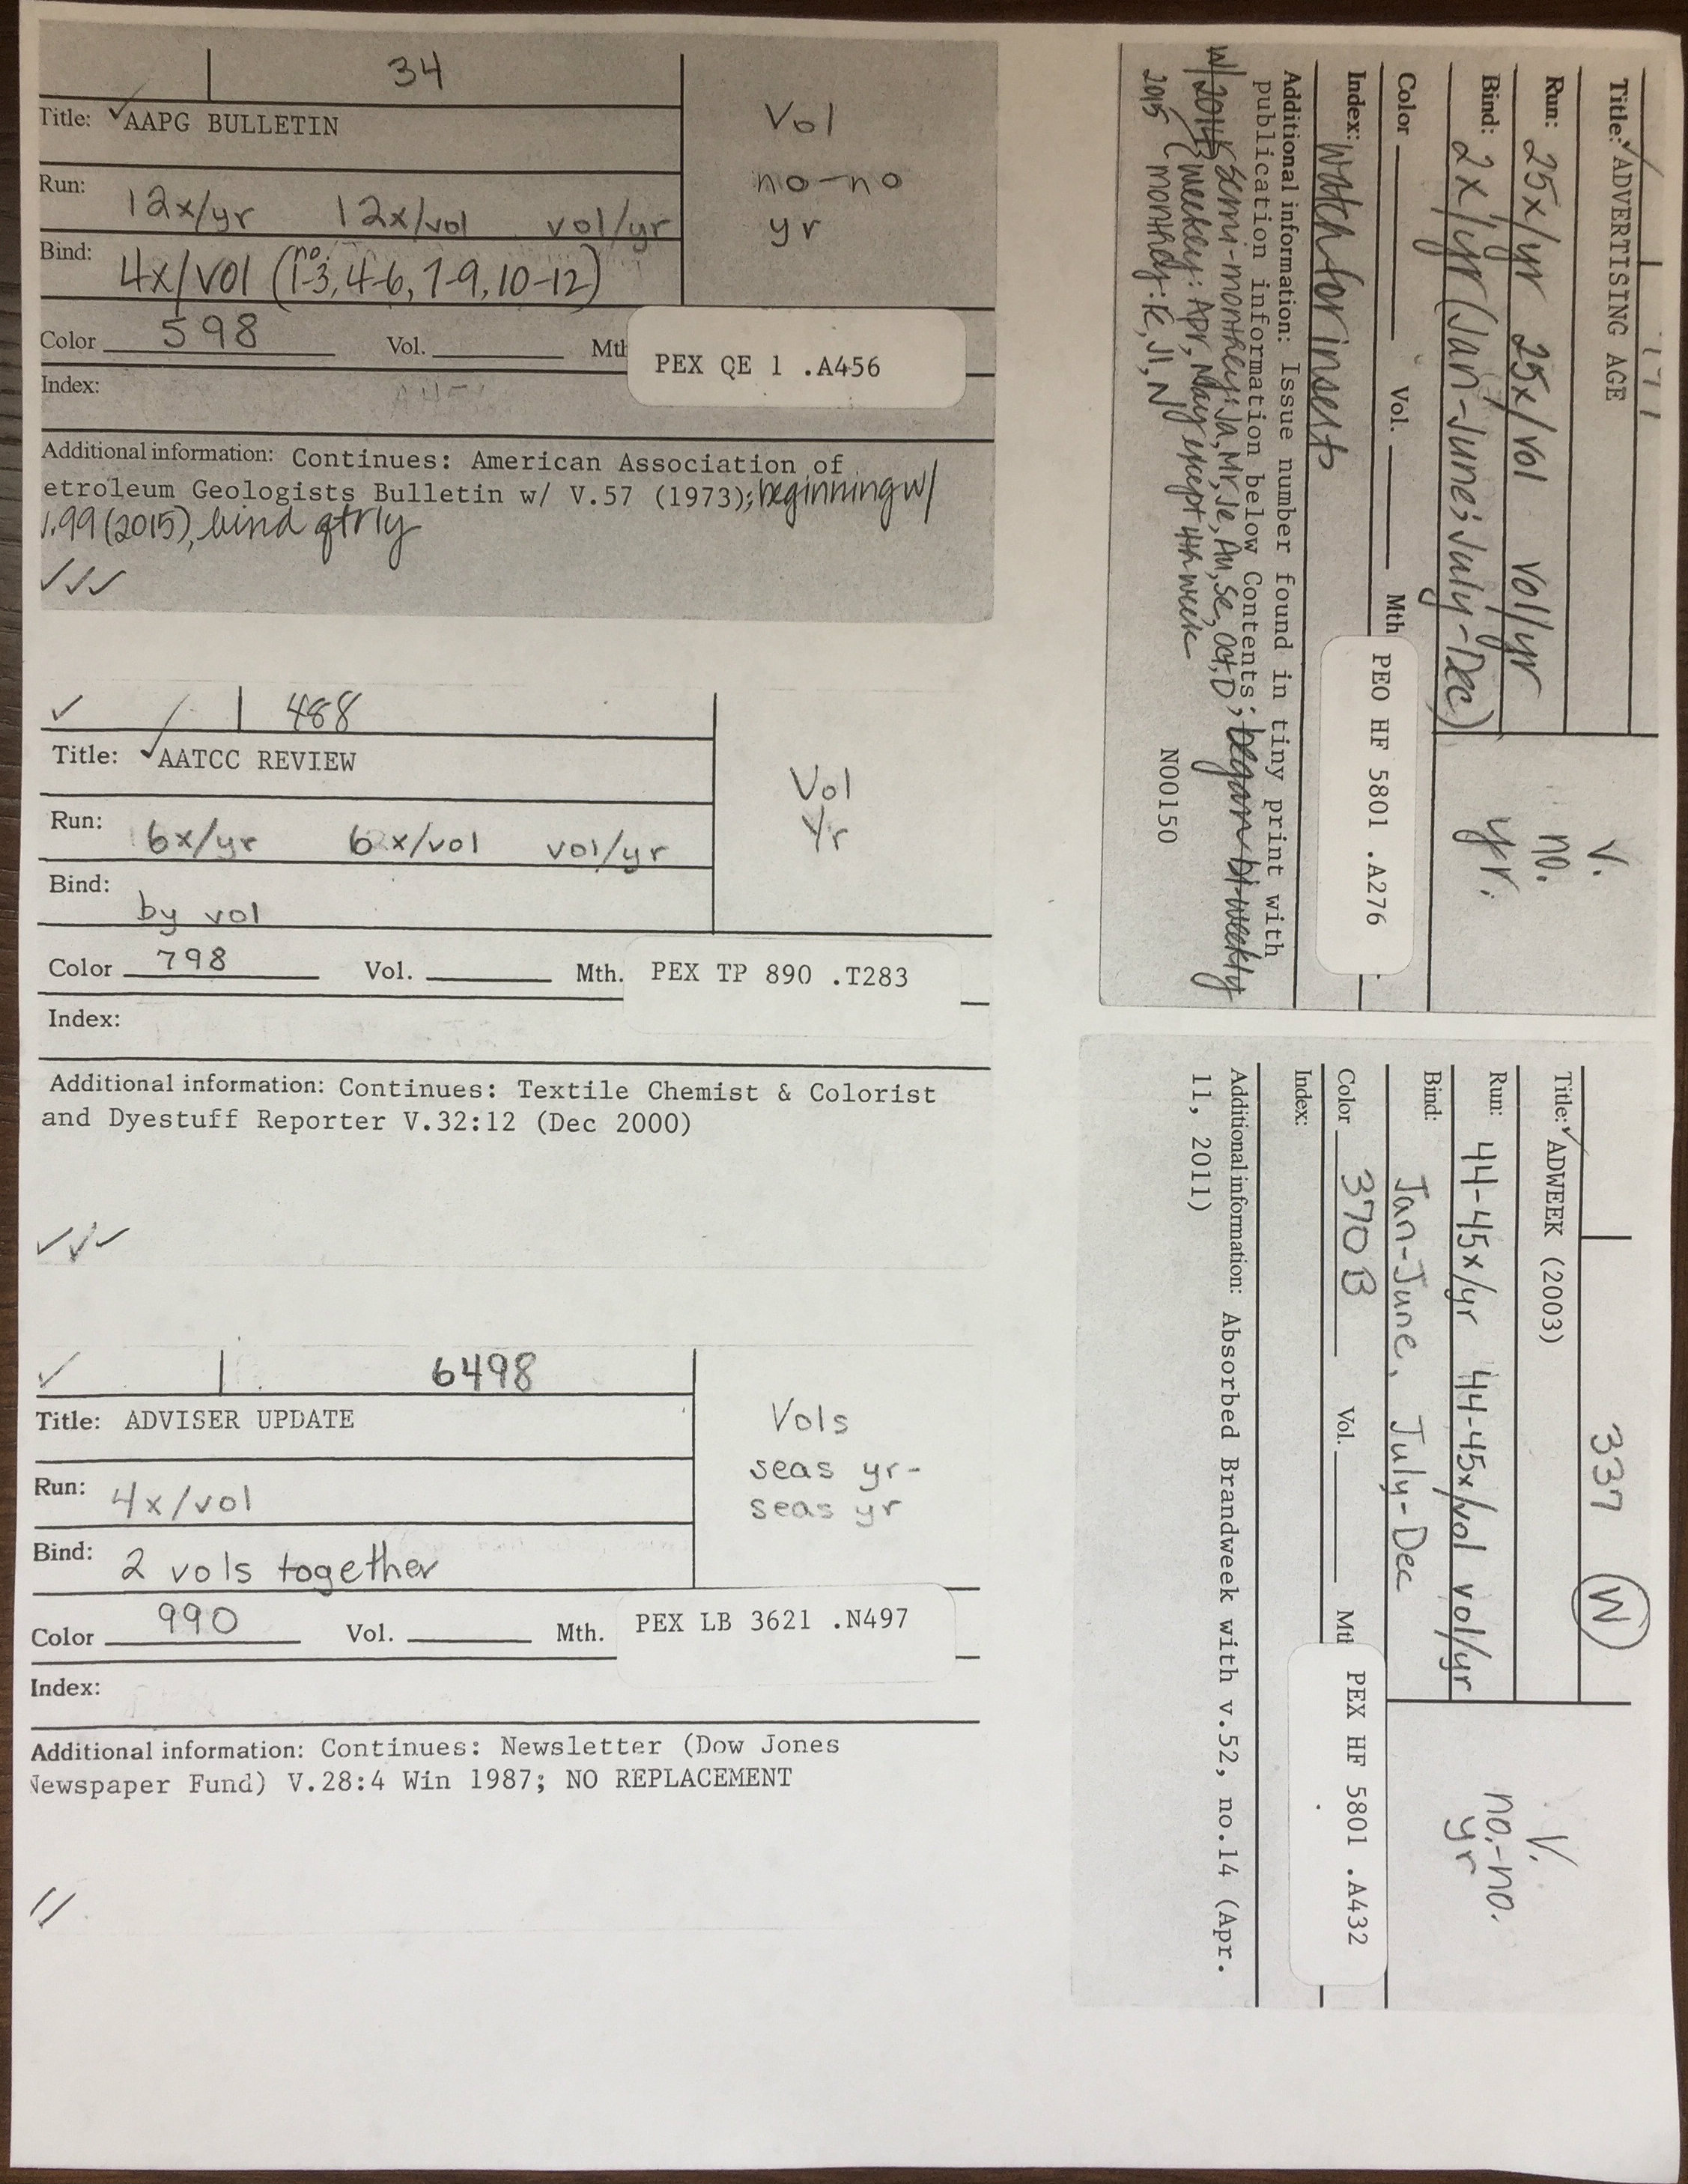 34
Title: ✓AAPG BULLETIN
Vol
no-no
yr
Run: 12x/yr 12x/vol vol/yr
Bind: 4x/vol (no. 1-3, 4-6, 7-9, 10-12)
Color 598 Vol. Mth
PEX QE 1 .A456
Index:
Additional information: Continues: American Association of
etroleum Geologists Bulletin w/ V.57 (1973); beginning w/
.99 (2015), bind qtrly
✓✓✓
✓ / 488
Title: ✓AATCC REVIEW
Vol
Yr
Run: 6x/yr 6x/vol vol/yr
Bind: by vol
Color 798 Vol. Mth. PEX TP 890 .T283
Index:
Additional information: Continues: Textile Chemist & Colorist
and Dyestuff Reporter V.32:12 (Dec 2000)
✓✓✓
✓ 6498
Title: ADVISER UPDATE
Vols
seas yr-
seas yr
Run: 4x/vol
Bind: 2 vols together
Color 990 Vol. Mth. PEX LB 3621 .N497
Index:
Additional information: Continues: Newsletter (Dow Jones
Newspaper Fund) V.28:4 Win 1987; NO REPLACEMENT
//
Title: ✓ADVERTISING AGE
v.
no.
yr.
Run: 25x/yr 25x/vol vol/yr
Bind: 2x/yr (Jan-June; July-Dec)
Color Vol. Mth
PEO HF 5801 .A276
Index: Watch for inserts
Additional information: Issue number found in tiny print with
publication information below Contents; began bi-weekly
semi-monthly: Ja, Mr, Je, Au, Se, Oct, D
weekly: Apr, May except 4th week
2015 monthly: Fe, Jl, N
N00150
337 W
Title: ✓ADWEEK (2003)
V.
no.-no.
yr
Run: 44-45x/yr 44-45x/vol vol/yr
Bind: Jan-June, July-Dec
Color 370B Vol. Mth
PEX HF 5801 .A432
Index:
Additional information: Absorbed Brandweek with v.52, no.14 (Apr.
11, 2011)